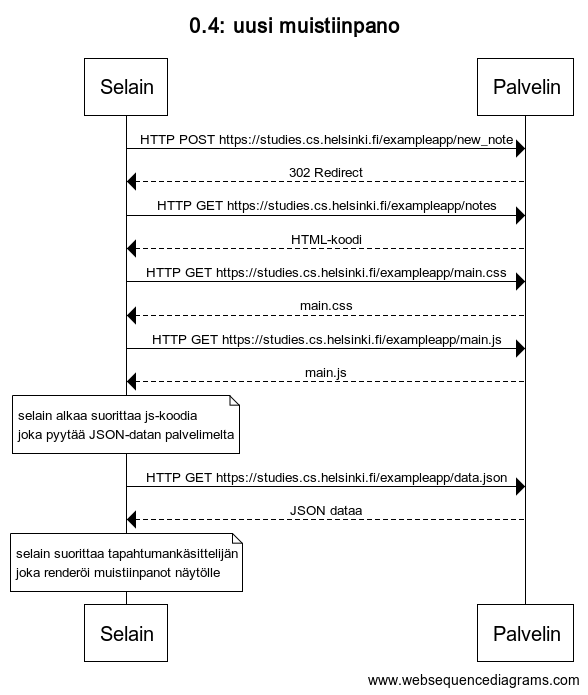 0.4: uusi muistiinpano
Selain
Palvelin
HTTP POST https://studies.cs.helsinki.fi/exampleapp/new_note
302 Redirect
HTTP GET https://studies.cs.helsinki.fi/exampleapp/notes
HTML-koodi
HTTP GET https://studies.cs.helsinki.fi/exampleapp/main.css
main.css
HTTP GET https://studies.cs.helsinki.fi/exampleapp/main.js
main.js
selain alkaa suorittaa js-koodia
joka pyytää JSON-datan palvelimelta
HTTP GET https://studies.cs.helsinki.fi/exampleapp/data.json
JSON dataa
selain suorittaa tapahtumankäsittelijän
joka renderöi muistiinpanot näytölle
Selain
Palvelin
www.websequencediagrams.com